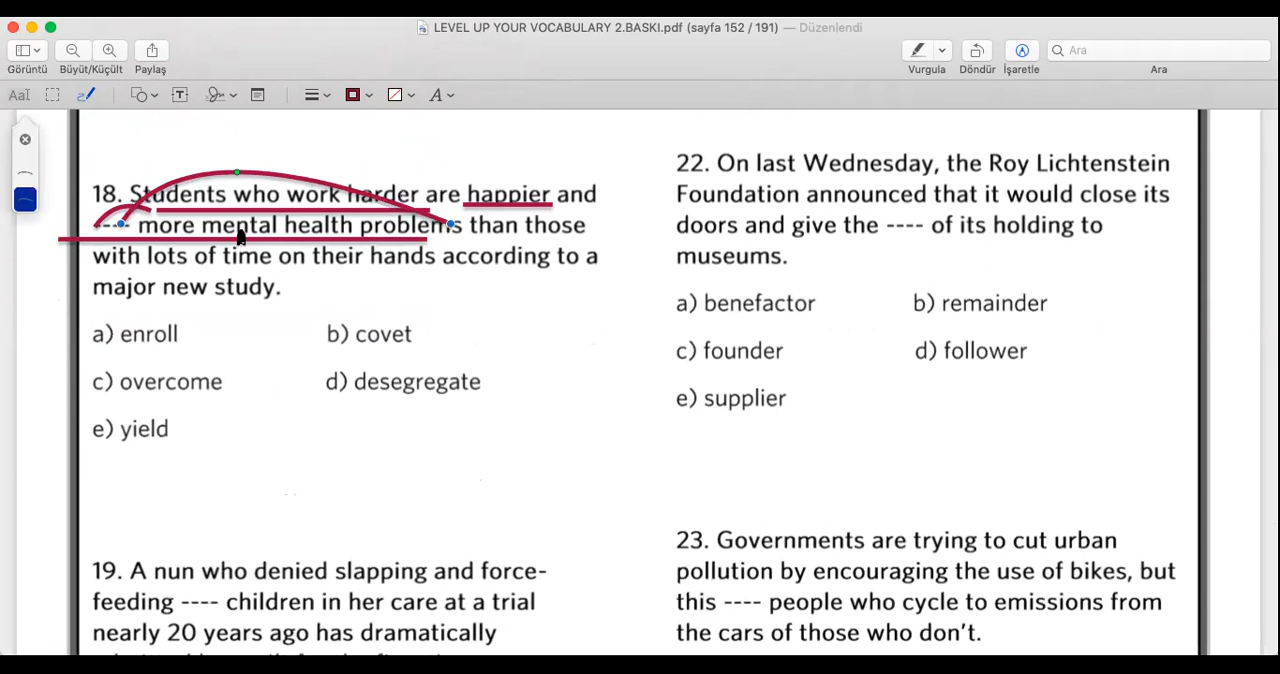 LEVEL UP YOUR VOCABULARY 2.BASKI.pdf (sayfa 152 / 191) — Düzenlendi
Ara
Görüntü Büyüt/Küçült Paylaş Vurgula Döndür İşaretle Ara
AaI T A
18. Students who work harder are happier and
---- more mental health problems than those
with lots of time on their hands according to a
major new study.
a) enroll b) covet
c) overcome d) desegregate
e) yield
19. A nun who denied slapping and force-
feeding ---- children in her care at a trial
nearly 20 years ago has dramatically
22. On last Wednesday, the Roy Lichtenstein
Foundation announced that it would close its
doors and give the ---- of its holding to
museums.
a) benefactor b) remainder
c) founder d) follower
e) supplier
23. Governments are trying to cut urban
pollution by encouraging the use of bikes, but
this ---- people who cycle to emissions from
the cars of those who don't.